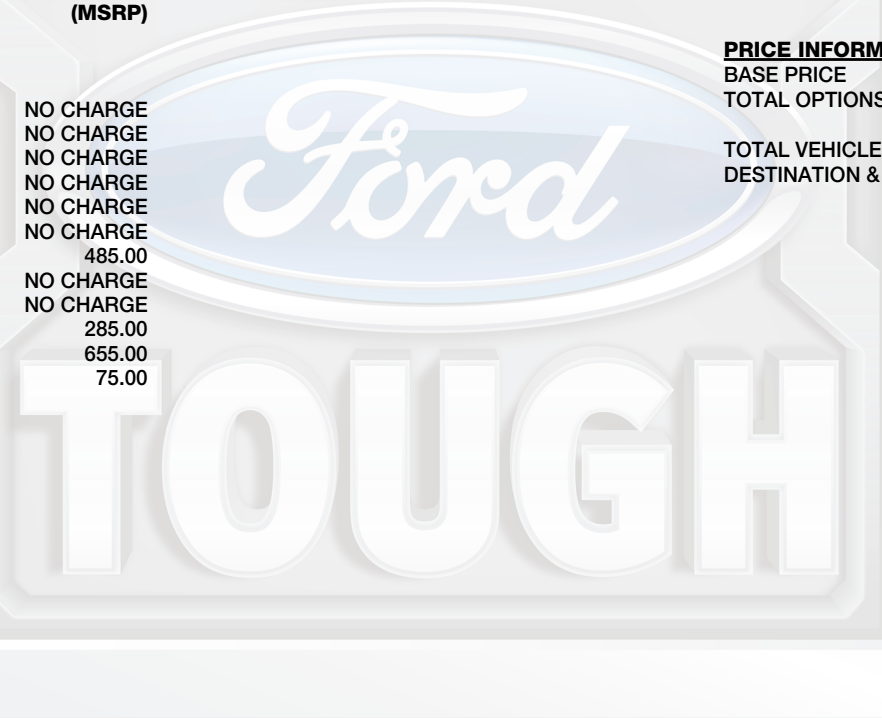 (MSRP)
NO CHARGE
NO CHARGE
NO CHARGE
NO CHARGE
NO CHARGE
NO CHARGE
485.00
NO CHARGE
NO CHARGE
285.00
655.00
75.00
PRICE INFORM
BASE PRICE
TOTAL OPTIONS
TOTAL VEHICLE
DESTINATION &
Ford
TOUGH